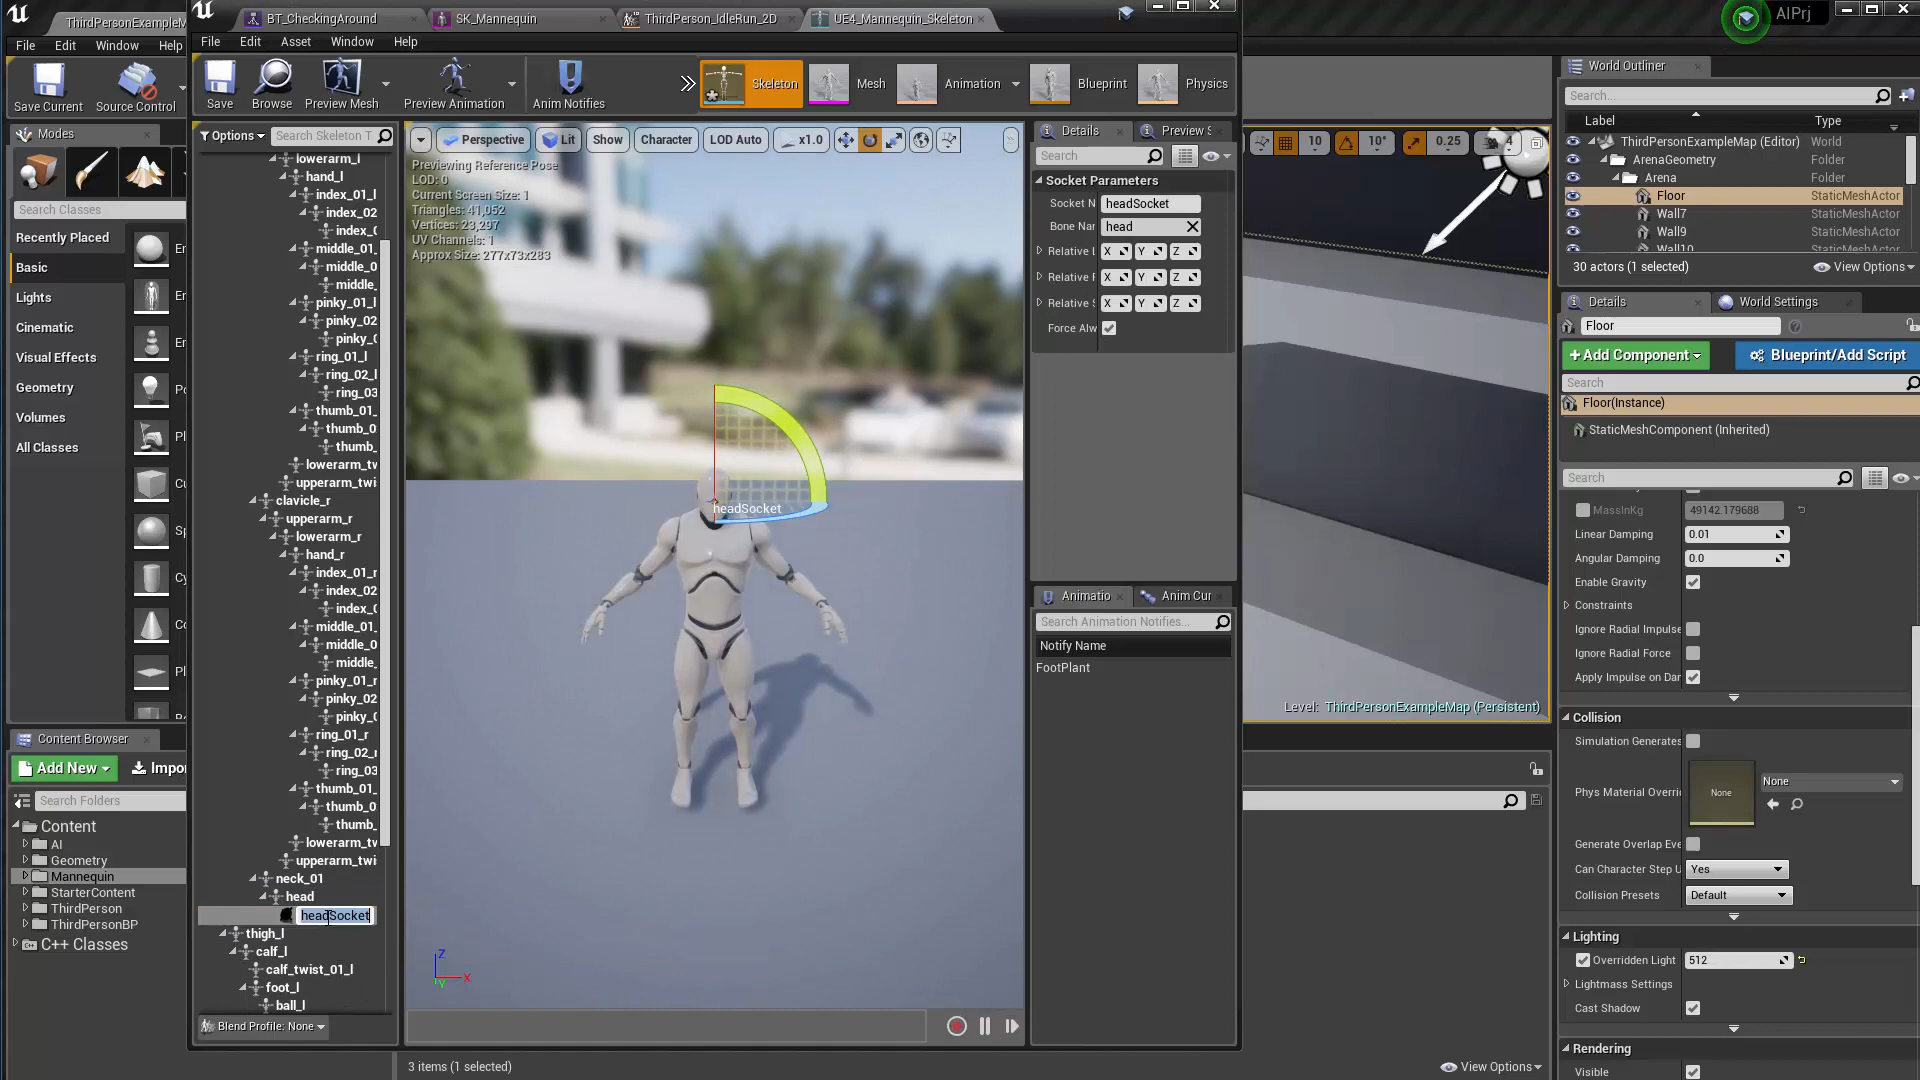 ThirdPersonExampleM
BT_CheckingAround
SK_Mannequin
ThirdPerson_IdleRun_2D
UE4_Mannequin_Skeleton
AIPrj
File Edit Window Help
File Edit Asset Window Help
Save Current
Source Control
Save
Browse
Preview Mesh
Preview Animation
Anim Notifies
Skeleton
Mesh
Animation
Blueprint
Physics
Modes
Search Classes
Recently Placed
Basic
Lights
Cinematic
Visual Effects
Geometry
Volumes
All Classes
Content Browser
Add New
Impor
Search Folders
Content
AI
Geometry
Mannequin
StarterContent
ThirdPerson
ThirdPersonBP
C++ Classes
Options
Search Skeleton T
lowerarm_l
hand_l
index_01_l
index_02
index_0
middle_01_
middle_0
middle_
pinky_01_l
pinky_02
pinky_0
ring_01_l
ring_02_l
ring_03
thumb_01_
thumb_0
thumb_
lowerarm_tw
upperarm_twi
clavicle_r
upperarm_r
lowerarm_r
hand_r
index_01_r
index_02
index_0
middle_01_
middle_0
middle_
pinky_01_r
pinky_02
pinky_0
ring_01_r
ring_02_r
ring_03
thumb_01_
thumb_0
thumb_
lowerarm_tw
upperarm_twi
neck_01
head
headSocket
thigh_l
calf_l
calf_twist_01_l
foot_l
ball_l
Blend Profile: None
Perspective
Lit
Show
Character
LOD Auto
x1.0
Previewing Reference Pose
LOD: 0
Current Screen Size: 1
Triangles: 41,052
Vertices: 23,297
UV Channels: 1
Approx Size: 277x73x283
headSocket
Z
X
Y
3 items (1 selected)
View Options
Details
Preview S
Search
Socket Parameters
Socket N headSocket
Bone Nar head
Relative L X Y Z
Relative F X Y Z
Relative S X Y Z
Force Alw
Animatio
Anim Cur
Search Animation Notifies...
Notify Name
FootPlant
10
10°
0.25
4
Level: ThirdPersonExampleMap (Persistent)
World Outliner
Search...
Label Type
ThirdPersonExampleMap (Editor) World
ArenaGeometry Folder
Arena Folder
Floor StaticMeshActor
Wall7 StaticMeshActor
Wall9 StaticMeshActor
Wall10 StaticMeshActor
30 actors (1 selected)
View Options
Details
World Settings
Floor
+Add Component
Blueprint/Add Script
Search
Floor(Instance)
StaticMeshComponent (Inherited)
Search
MassInKg 49142.179688
Linear Damping 0.01
Angular Damping 0.0
Enable Gravity
Constraints
Ignore Radial Impulse
Ignore Radial Force
Apply Impulse on Dan
Collision
Simulation Generates
Phys Material Overri
None
None
Generate Overlap Eve
Can Character Step U Yes
Collision Presets Default
Lighting
Overridden Light 512
Lightmass Settings
Cast Shadow
Rendering
Visible